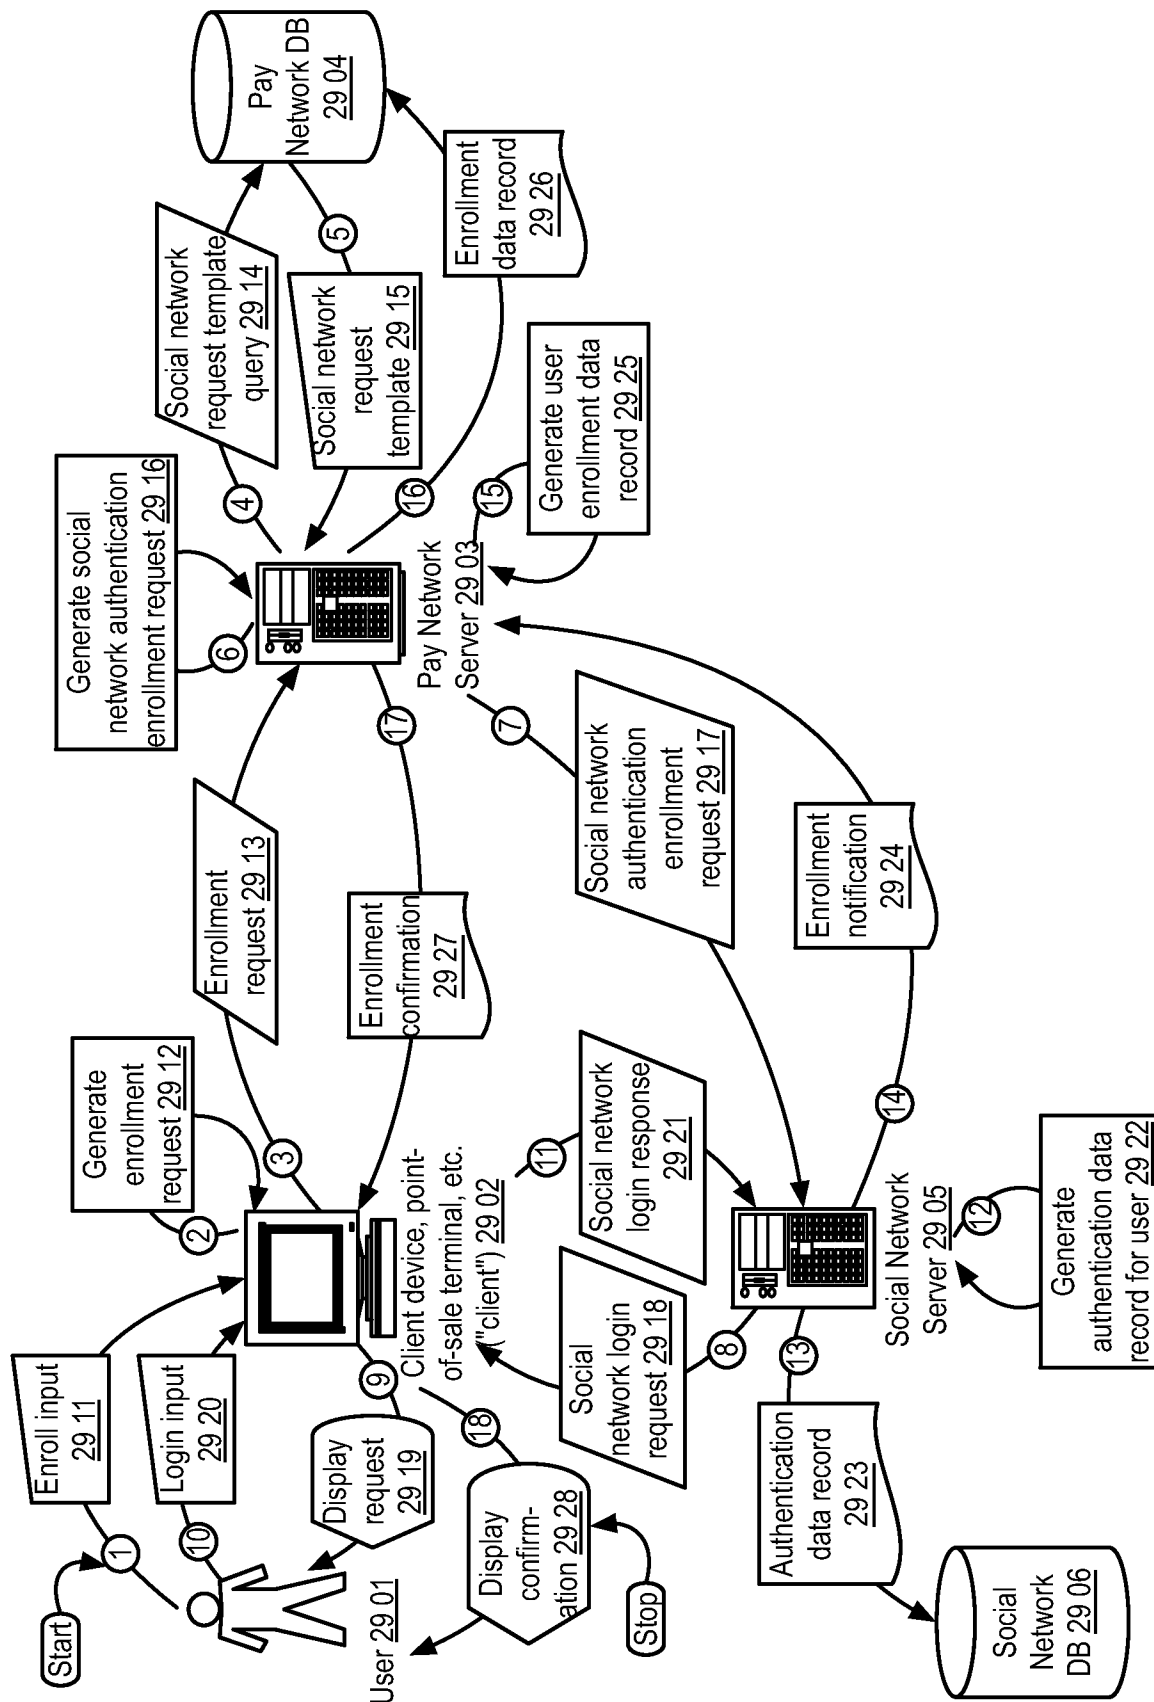 Start
1
Enroll input
29 11
10
Login input
29 20
User 29 01
Display
request
29 19
9
18
Display
confirm-
ation 29 28
Stop
2
Generate
enrollment
request 29 12
3
Client device, point-
of-sale terminal, etc.
("client") 29 02
Enrollment
request 29 13
Enrollment
confirmation
29 27
17
6
Generate social
network authentication
enrollment request 29 16
4
Social network
request template
query 29 14
5
Social network
request
template 29 15
Pay
Network DB
29 04
16
Enrollment
data record
29 26
Pay Network
Server 29 03
15
Generate user
enrollment data
record 29 25
7
Social network
authentication
enrollment
request 29 17
8
Social
network login
request 29 18
11
Social network
login response
29 21
Social Network
Server 29 05
12
Generate
authentication data
record for user 29 22
13
Authentication
data record
29 23
Social
Network
DB 29 06
14
Enrollment
notification
29 24